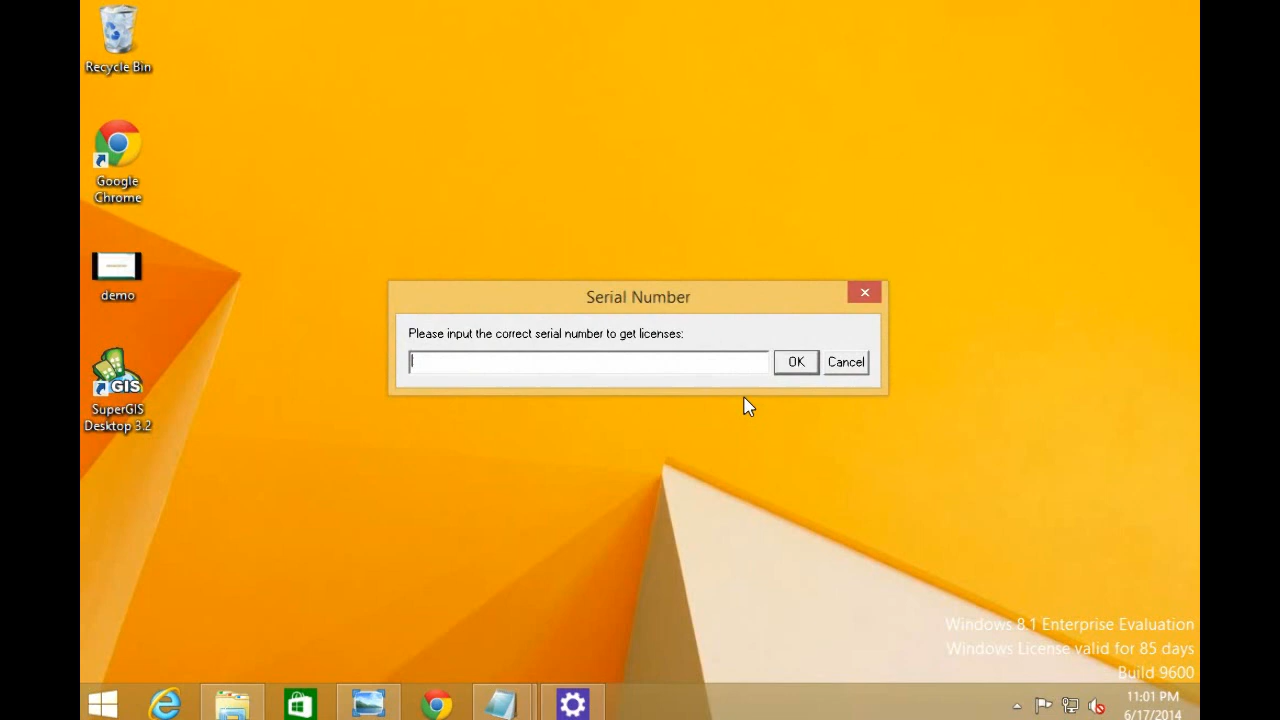 Recycle Bin
Google
Chrome
demo
GIS
SuperGIS
Desktop 3.2
Serial Number
Please input the correct serial number to get licenses:
OK
Cancel
Windows 8.1 Enterprise Evaluation
Windows License valid for 85 days
Build 9600
11:01 PM
6/17/2014